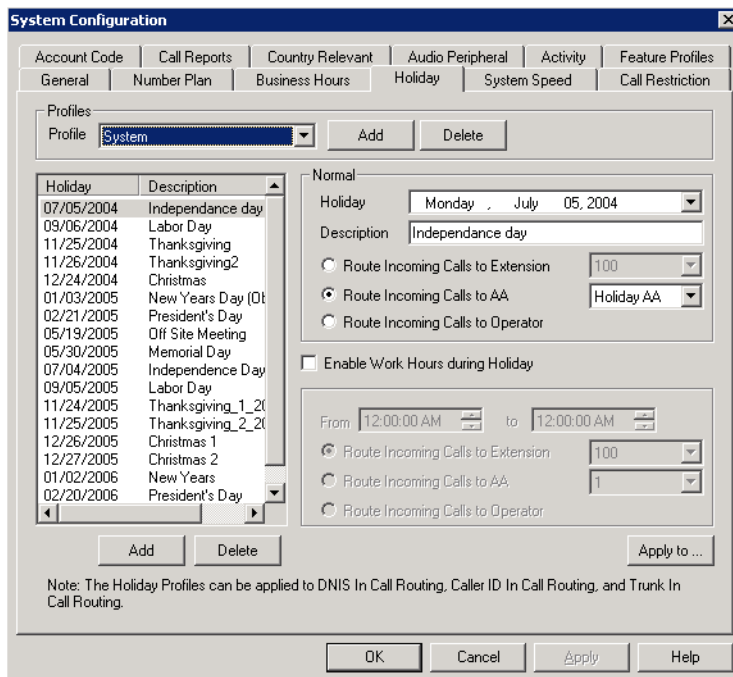 System Configuration
Account Code Call Reports Country Relevant Audio Peripheral Activity Feature Profiles
General Number Plan Business Hours Holiday System Speed Call Restriction
Profiles
Profile System Add Delete
Holiday Description
07/05/2004 Independance day
09/06/2004 Labor Day
11/25/2004 Thanksgiving
11/26/2004 Thanksgiving2
12/24/2004 Christmas
01/03/2005 New Years Day (Ob
02/21/2005 President's Day
05/19/2005 Off Site Meeting
05/30/2005 Memorial Day
07/04/2005 Independence Day
09/05/2005 Labor Day
11/24/2005 Thanksgiving_1_20
11/25/2005 Thanksgiving_2_20
12/26/2005 Christmas 1
12/27/2005 Christmas 2
01/02/2006 New Years
02/20/2006 President's Day
Add Delete
Normal
Holiday Monday , July 05, 2004
Description Independance day
Route Incoming Calls to Extension 100
Route Incoming Calls to AA Holiday AA
Route Incoming Calls to Operator
Enable Work Hours during Holiday
From 12:00:00 AM to 12:00:00 AM
Route Incoming Calls to Extension 100
Route Incoming Calls to AA 1
Route Incoming Calls to Operator
Apply to ...
Note: The Holiday Profiles can be applied to DNIS In Call Routing, Caller ID In Call Routing, and Trunk In
Call Routing.
OK Cancel Apply Help